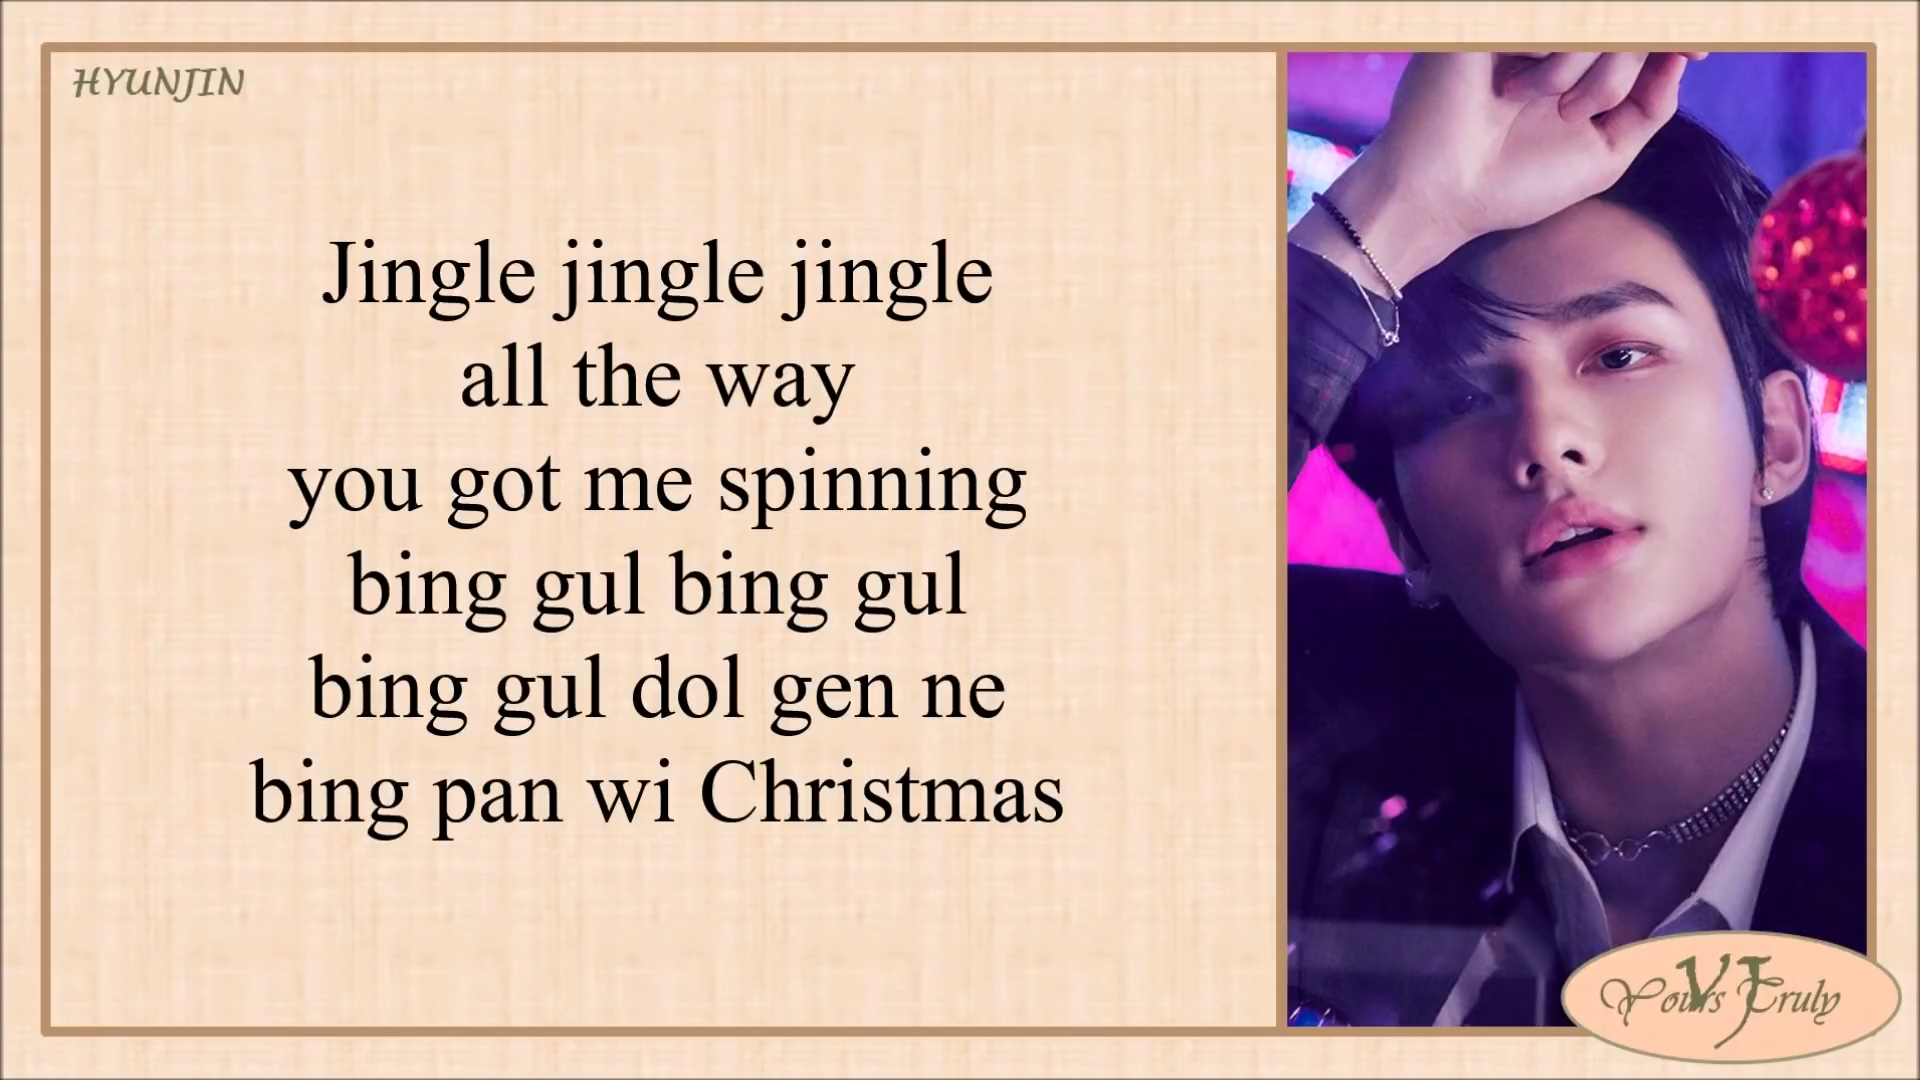 HYUNJIN
Jingle jingle jingle
all the way
you got me spinning
bing gul bing gul
bing gul dol gen ne
bing pan wi Christmas
VJ
Yours Truly